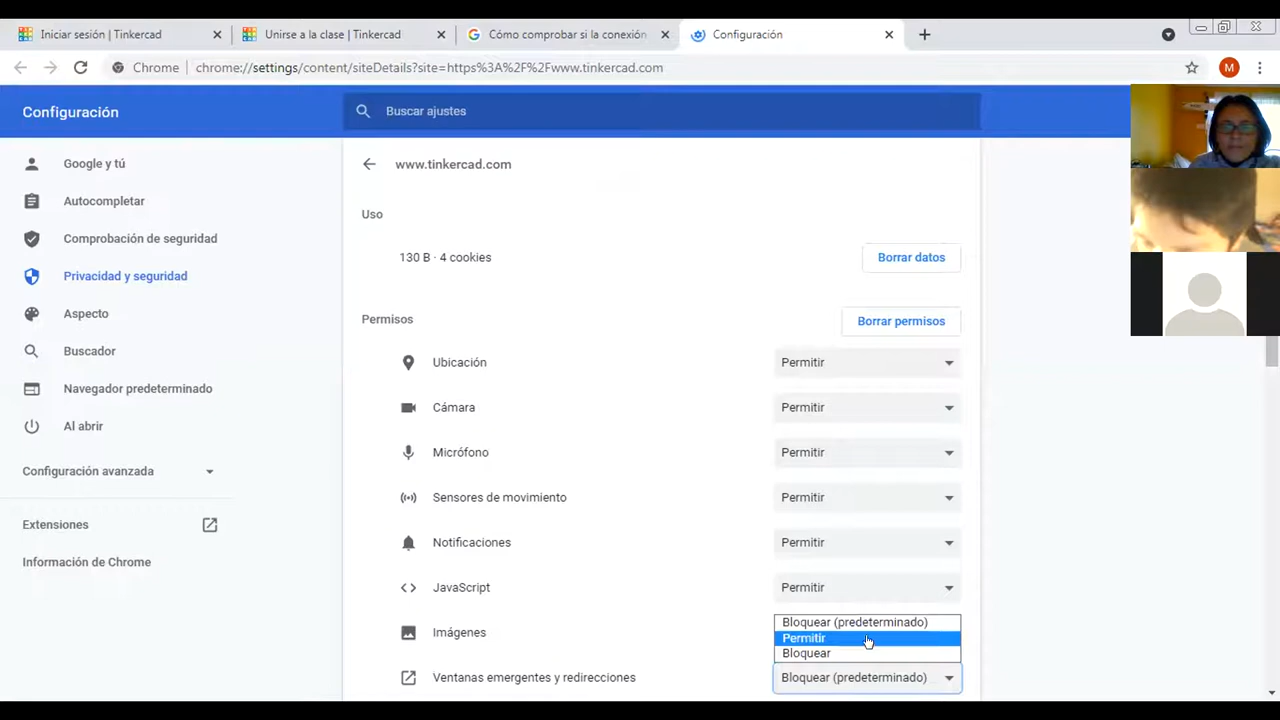 Iniciar sesión | Tinkercad
Unirse a la clase | Tinkercad
Cómo comprobar si la conexión
Configuración
Chrome
chrome://settings/content/siteDetails?site=https%3A%2F%2Fwww.tinkercad.com
M
Configuración
Buscar ajustes
Google y tú
Autocompletar
Comprobación de seguridad
Privacidad y seguridad
Aspecto
Buscador
Navegador predeterminado
Al abrir
Configuración avanzada
Extensiones
Información de Chrome
www.tinkercad.com
Uso
130 B · 4 cookies
Borrar datos
Permisos
Borrar permisos
Ubicación
Permitir
Cámara
Permitir
Micrófono
Permitir
Sensores de movimiento
Permitir
Notificaciones
Permitir
JavaScript
Permitir
Imágenes
Bloquear (predeterminado)
Permitir
Bloquear
Ventanas emergentes y redirecciones
Bloquear (predeterminado)